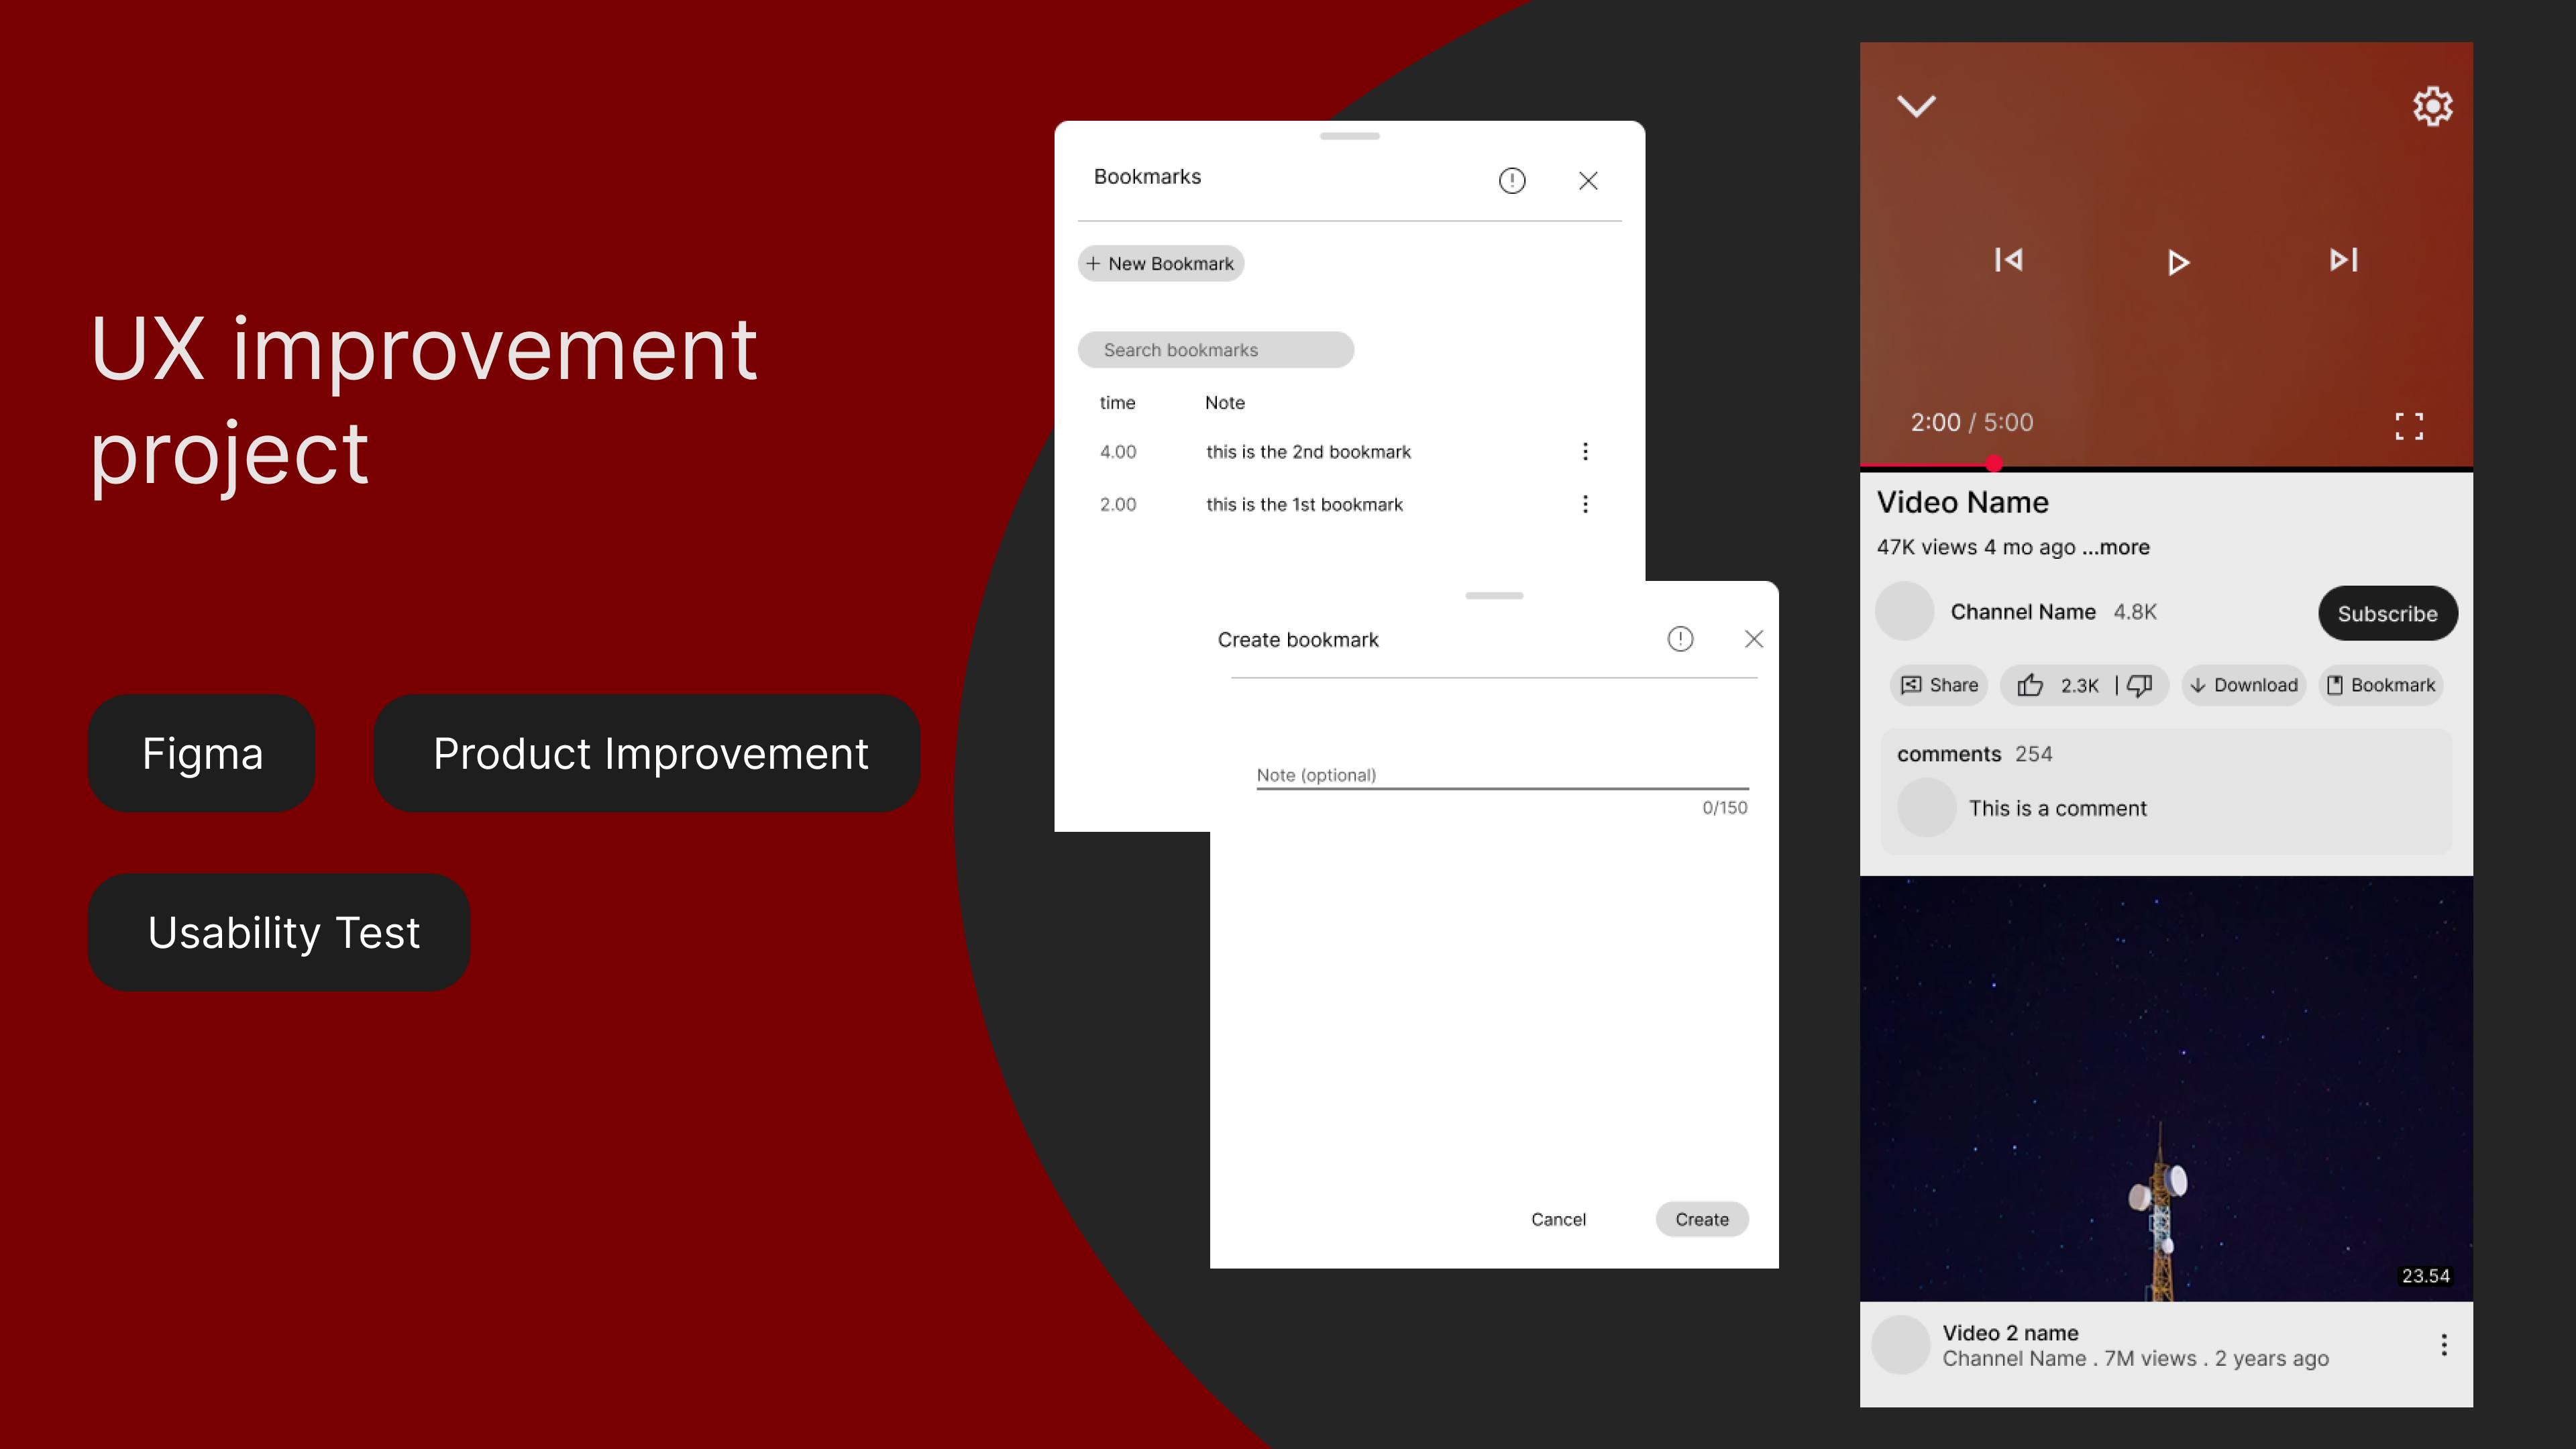 UX improvement
project
Figma
Product Improvement
Usability Test
Bookmarks
+ New Bookmark
Search bookmarks
time Note
4.00 this is the 2nd bookmark
2.00 this is the 1st bookmark
Create bookmark
Note (optional)
0/150
Cancel Create
2:00 / 5:00
Video Name
47K views 4 mo ago ...more
Channel Name 4.8K Subscribe
Share 2.3K | Download Bookmark
comments 254
This is a comment
23.54
Video 2 name
Channel Name . 7M views . 2 years ago